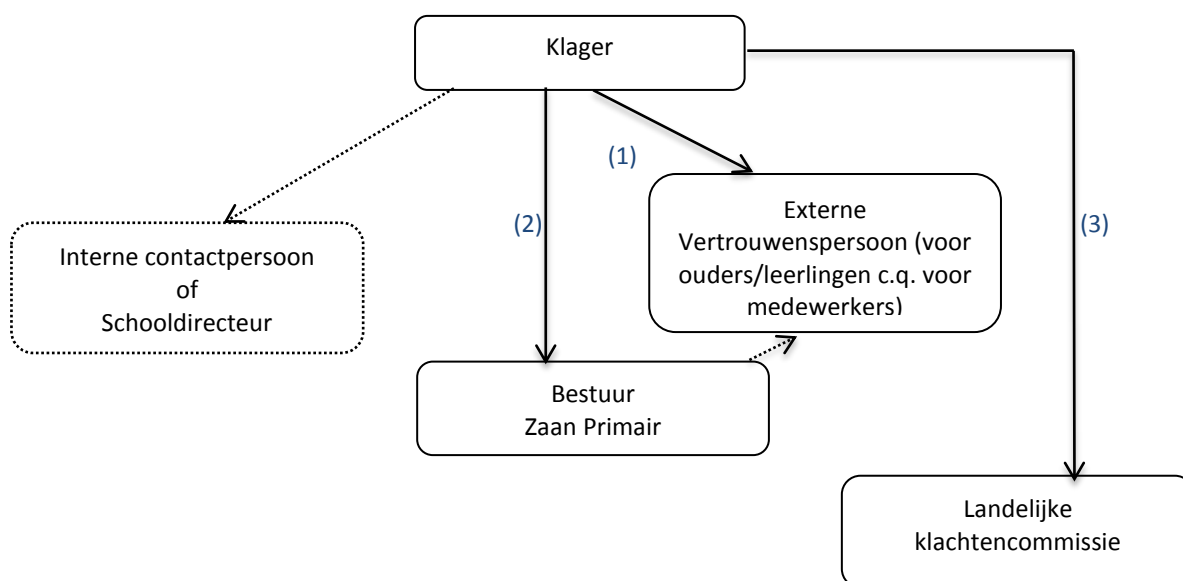 Klager
(1)
Externe
Vertrouwenspersoon (voor
ouders/leerlingen c.q. voor
medewerkers)
(2)
(3)
Interne contactpersoon
of
Schooldirecteur
Bestuur
Zaan Primair
Landelijke
klachtencommissie